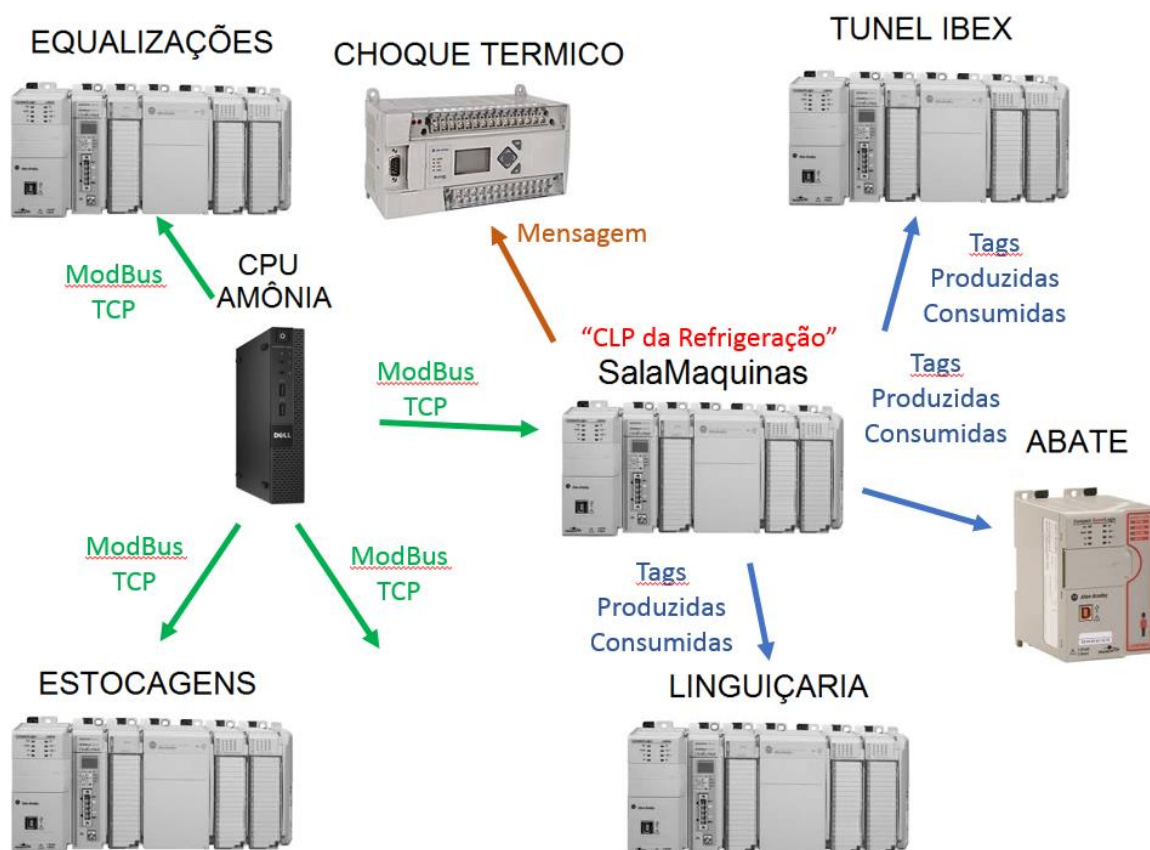 EQUALIZAÇÕES
CHOQUE TERMICO
TUNEL IBEX
ModBus
TCP
CPU
AMÔNIA
Mensagem
Tags
Produzidas
Consumidas
“CLP da Refrigeração”
SalaMaquinas
ModBus
TCP
Tags
Produzidas
Consumidas
ABATE
DELL
ModBus
TCP
ModBus
TCP
Tags
Produzidas
Consumidas
ESTOCAGENS
LINGUIÇARIA